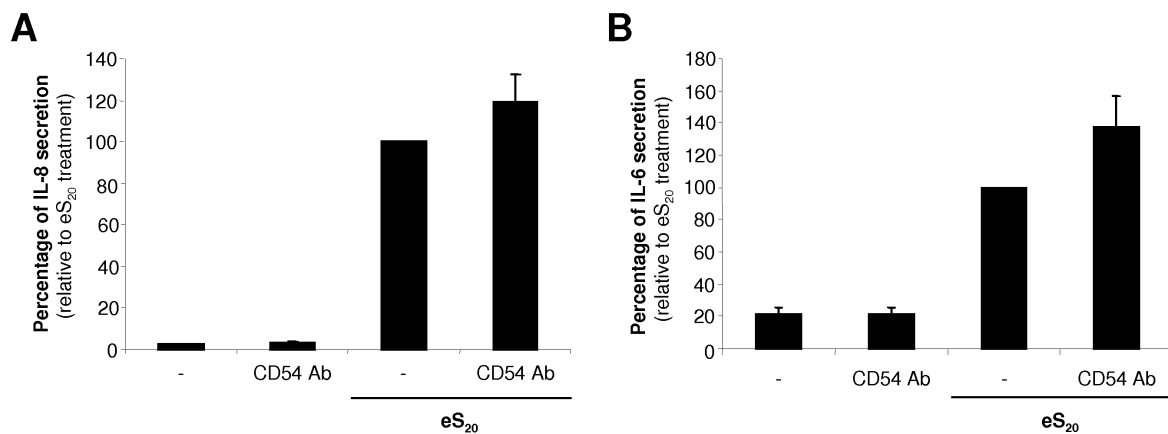 A
Percentage of IL-8 secretion
(relative to eS20 treatment)
140
120
100
80
60
40
20
0
-
CD54 Ab
-
CD54 Ab
eS20
B
Percentage of IL-6 secretion
(relative to eS20 treatment)
180
160
140
120
100
80
60
40
20
0
-
CD54 Ab
-
CD54 Ab
eS20